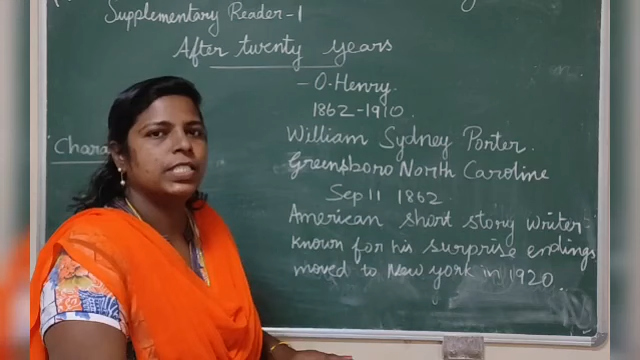 Supplementary Reader-1
After twenty years
- O. Henry.
1862-1910.
William Sydney Porter.
Chara
Greensboro North Caroline
Sep 11 1862.
American short story writer-
known for his surprise endings
moved to New york in 1920.